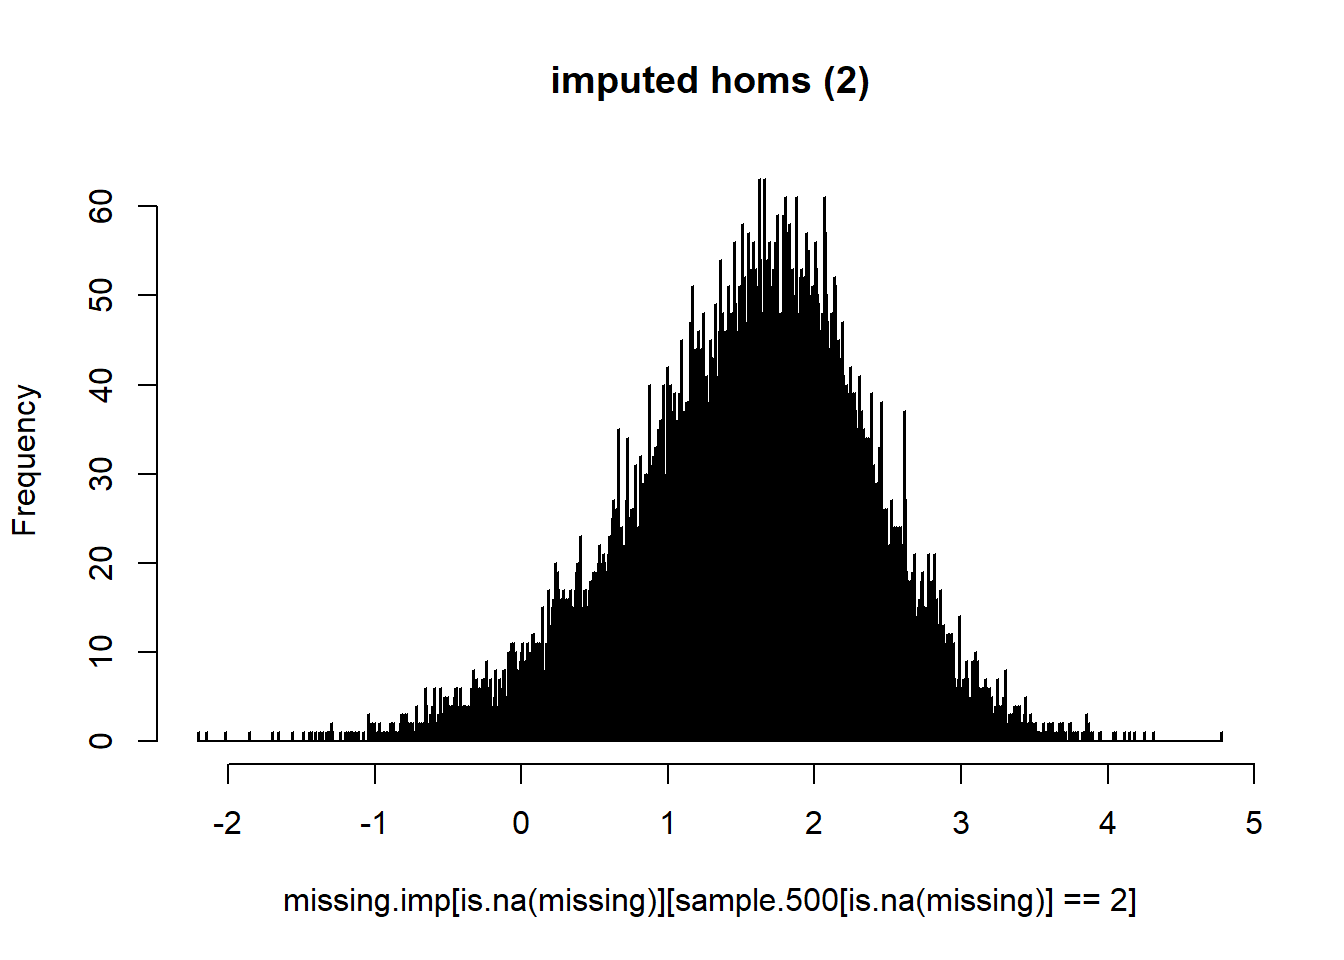 imputed homs (2)
Frequency
60
50
40
30
20
10
0
-2 -1 0 1 2 3 4 5
missing.imp[is.na(missing)][sample.500[is.na(missing)] == 2]